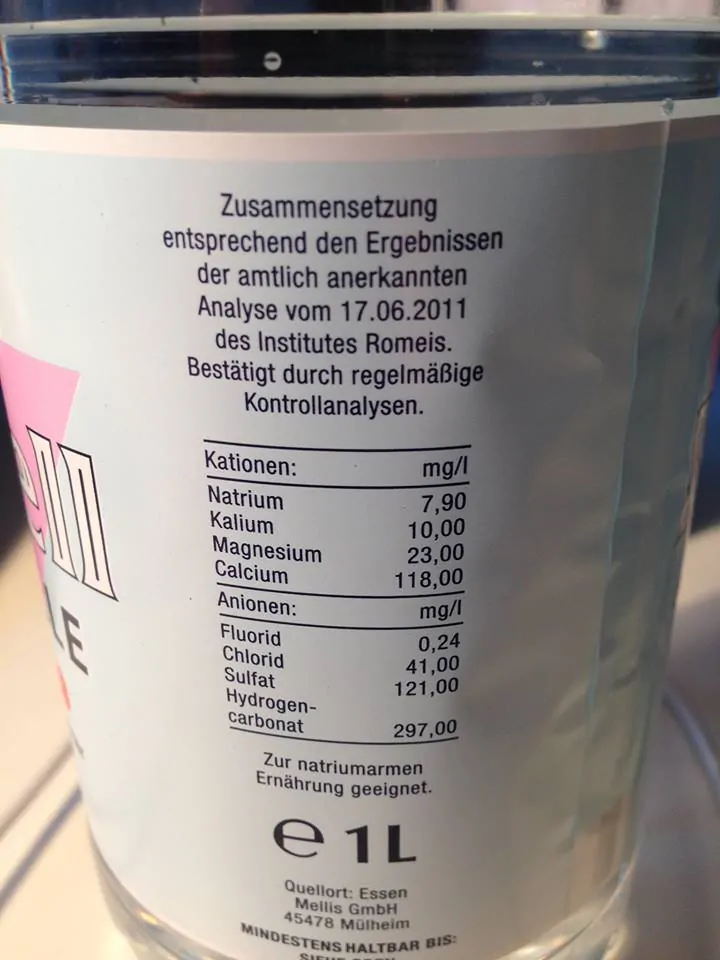 Zusammensetzung
entsprechend den Ergebnissen
der amtlich anerkannten
Analyse vom 17.06.2011
des Institutes Romeis.
Bestätigt durch regelmäßige
Kontrollanalysen.
Kationen: mg/l
Natrium 7,90
Kalium 10,00
Magnesium 23,00
Calcium 118,00
Anionen: mg/l
Fluorid 0,24
Chlorid 41,00
Sulfat 121,00
Hydrogen-
carbonat 297,00
Zur natriumarmen
Ernährung geeignet.
℮ 1L
Quellort: Essen
Mellis GmbH
45478 Mülheim
MINDESTENS HALTBAR BIS: